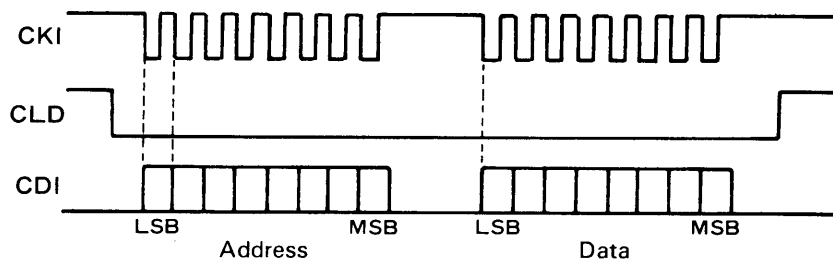 CKI
CLD
CDI
LSB MSB LSB MSB
Address Data